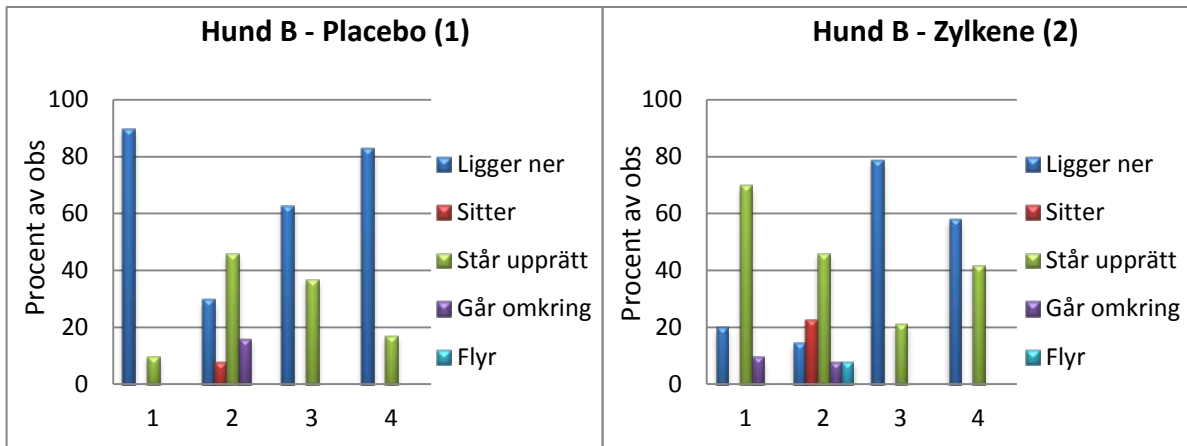 Hund B - Placebo (1)
Procent av obs
100
80
60
40
20
0
1 2 3 4
Ligger ner
Sitter
Står upprätt
Går omkring
Flyr
Hund B - Zylkene (2)
Procent av obs
100
80
60
40
20
0
1 2 3 4
Ligger ner
Sitter
Står upprätt
Går omkring
Flyr